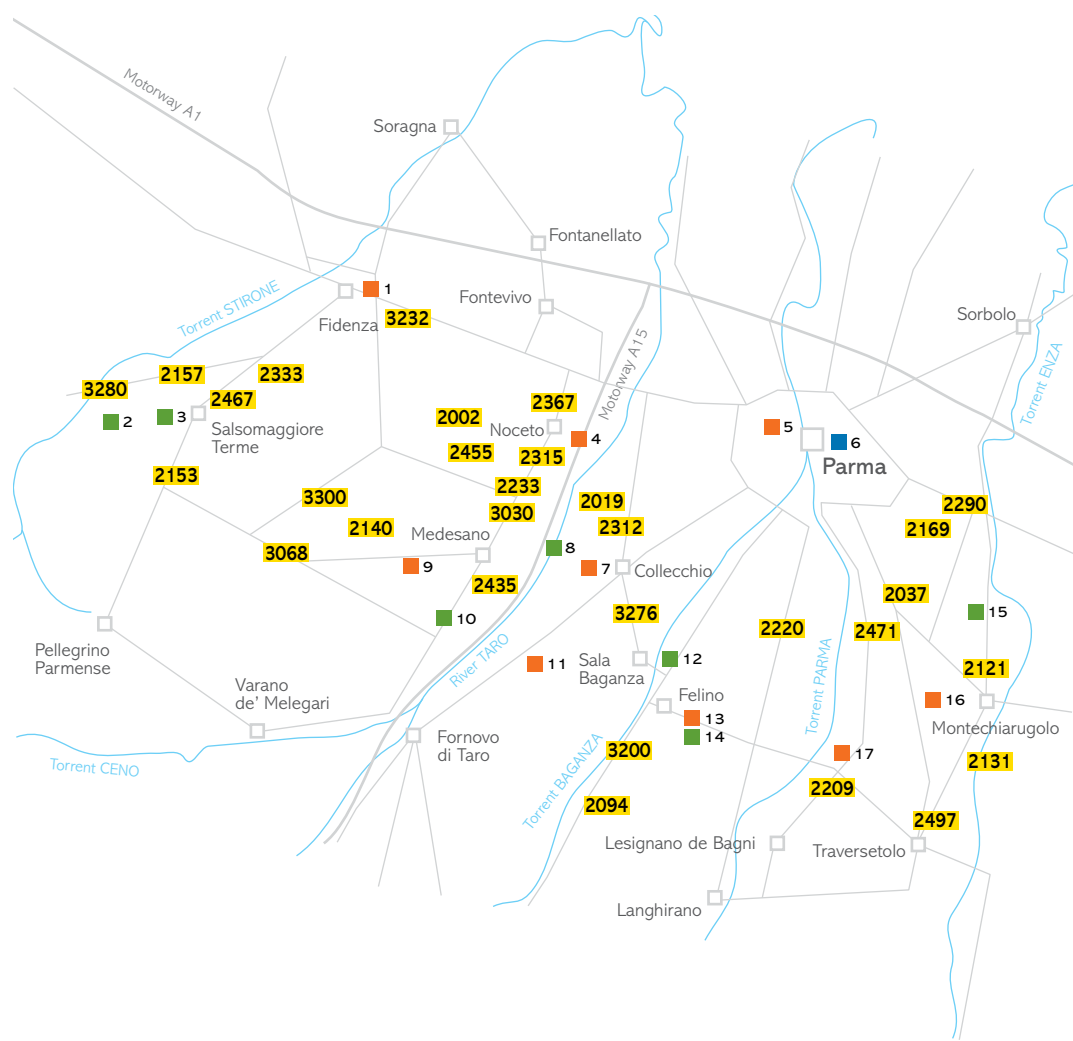 Motorway A1
Soragna
Fontanellato
Torrent STIRONE
1
Fontevivo
Fidenza
3232
Sorbolo
Motorway A15
Torrent ENZA
2157
2333
3280
2467
2
3
Salsomaggiore
Terme
2002
2367
Noceto
4
5
6
Parma
2455
2315
2153
2233
3300
3030
2019
2290
2140
2312
2169
Medesano
3068
8
9
7
Collecchio
2435
2037
10
3276
15
2220
2471
Pellegrino
Parmense
River TARO
11
Sala
Baganza
12
Torrent PARMA
2121
Varano
de' Melegari
Felino
16
Montechiarugolo
13
Fornovo
di Taro
14
3200
17
Torrent CENO
2131
Torrent BAGANZA
2209
2094
2497
Lesignano de Bagni
Traversetolo
Langhirano